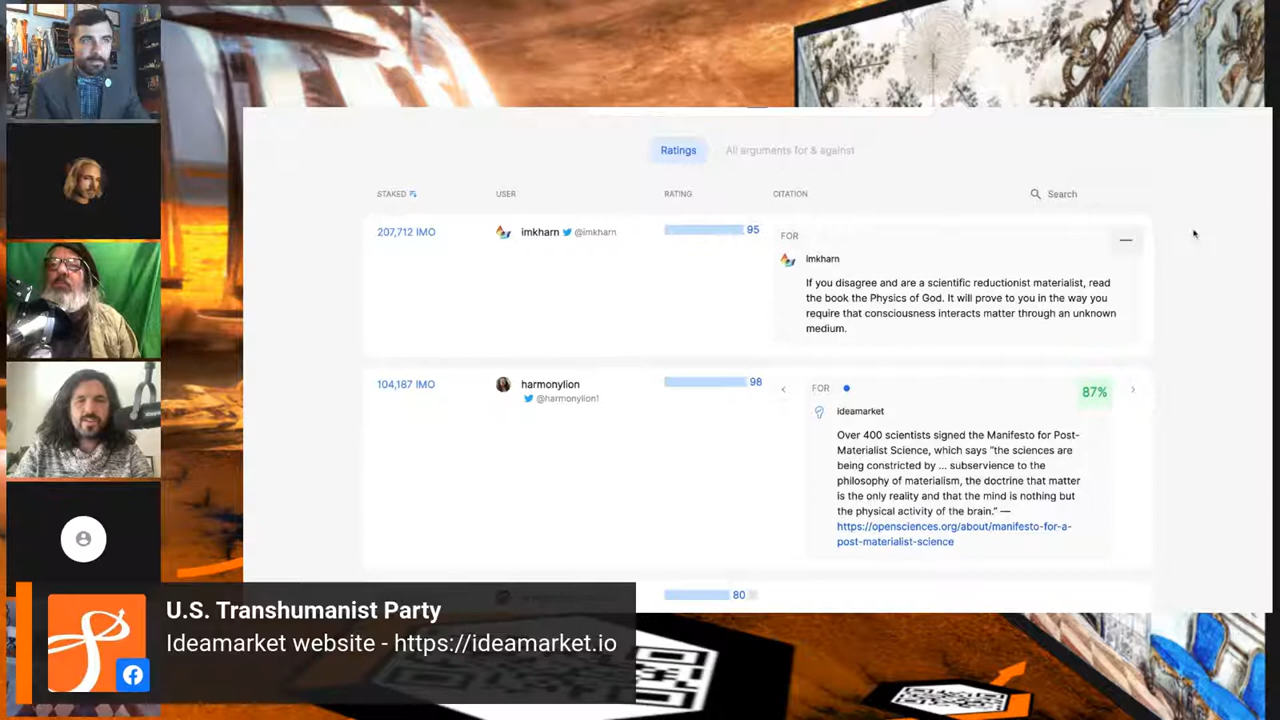 Ratings
All arguments for & against
STAKED
USER
RATING
CITATION
Search
207,712 IMO
imkharn @imkharn
95
FOR
imkharn
If you disagree and are a scientific reductionist materialist, read
the book the Physics of God. It will prove to you in the way you
require that consciousness interacts matter through an unknown
medium.
104,187 IMO
harmonylion
@harmonylion1
98
FOR
87%
ideamarket
Over 400 scientists signed the Manifesto for Post-
Materialist Science, which says "the sciences are
being constricted by ... subservience to the
philosophy of materialism, the doctrine that matter
is the only reality and that the mind is nothing but
the physical activity of the brain." —
https://opensciences.org/about/manifesto-for-a-
post-materialist-science
80
U.S. Transhumanist Party
Ideamarket website - https://ideamarket.io